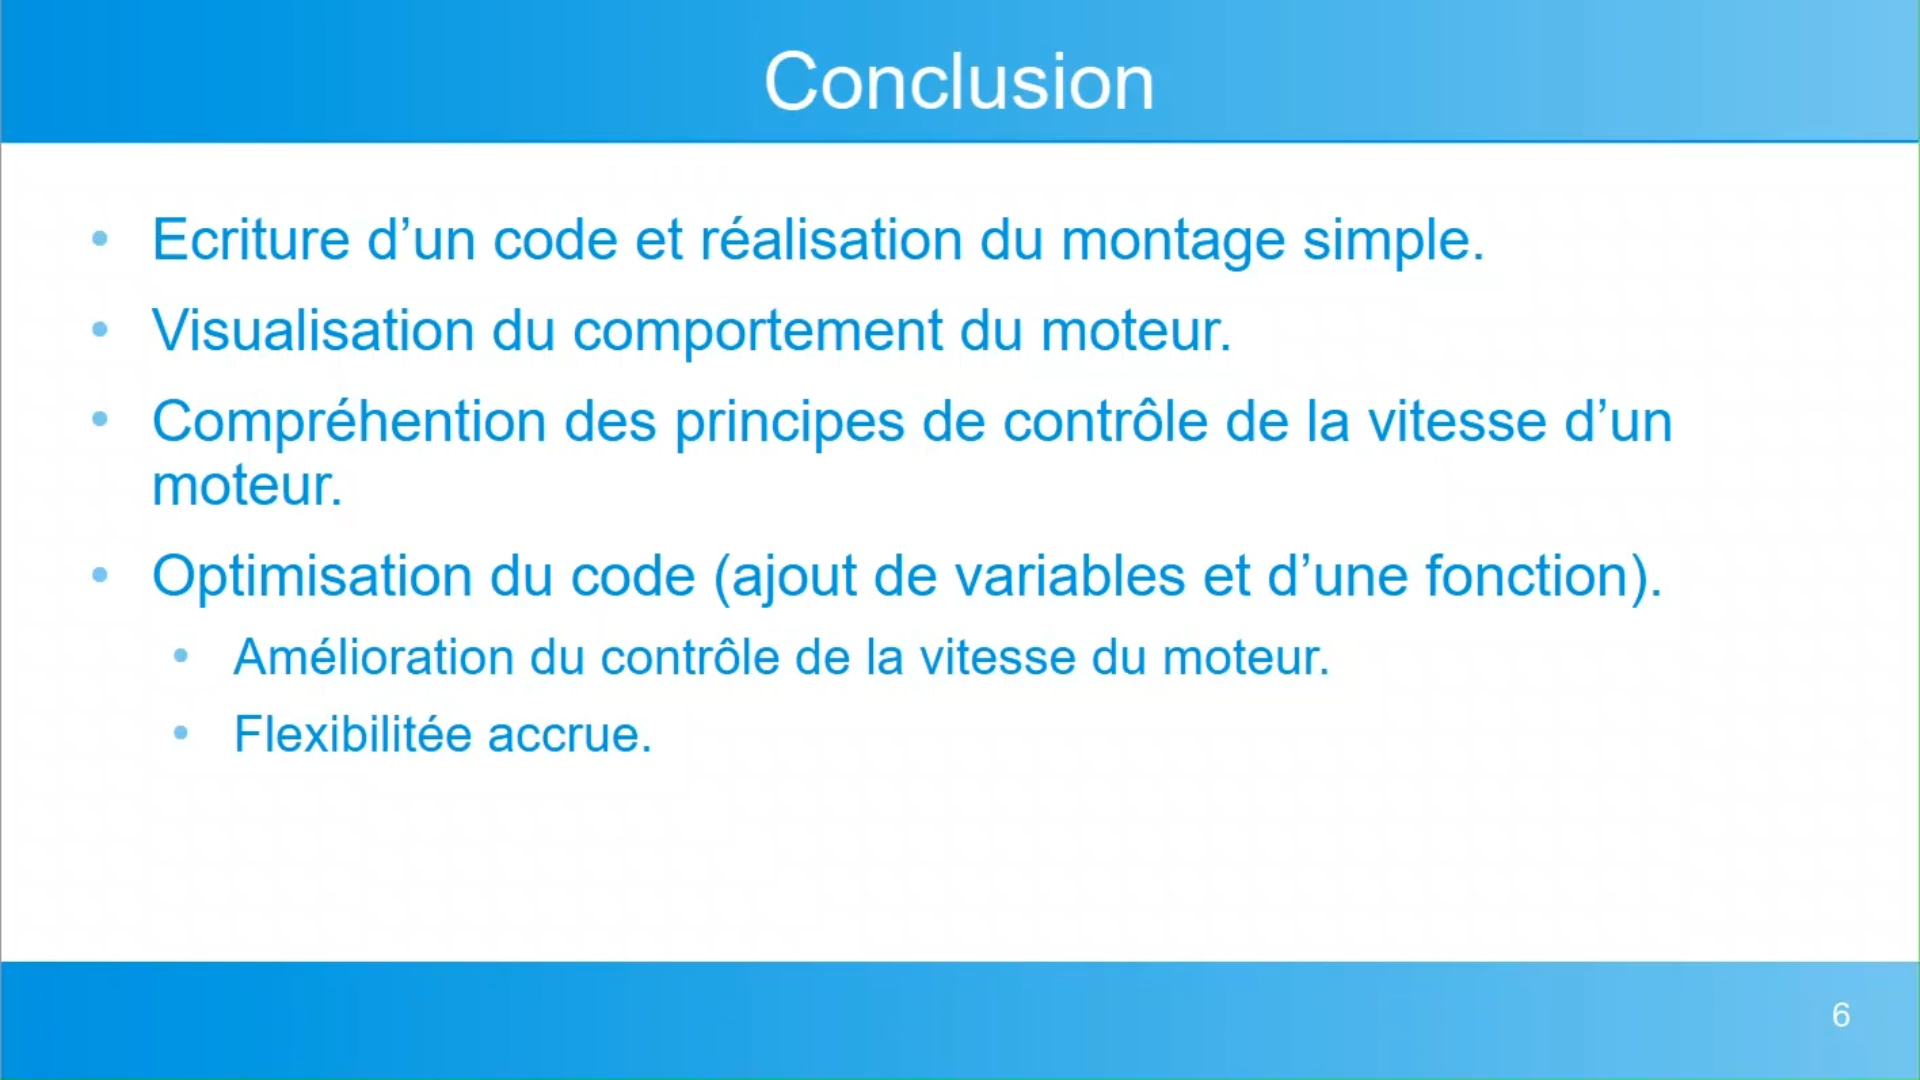 Conclusion
• Ecriture d’un code et réalisation du montage simple.
• Visualisation du comportement du moteur.
• Compréhention des principes de contrôle de la vitesse d’un
moteur.
• Optimisation du code (ajout de variables et d’une fonction).
• Amélioration du contrôle de la vitesse du moteur.
• Flexibilitée accrue.
6